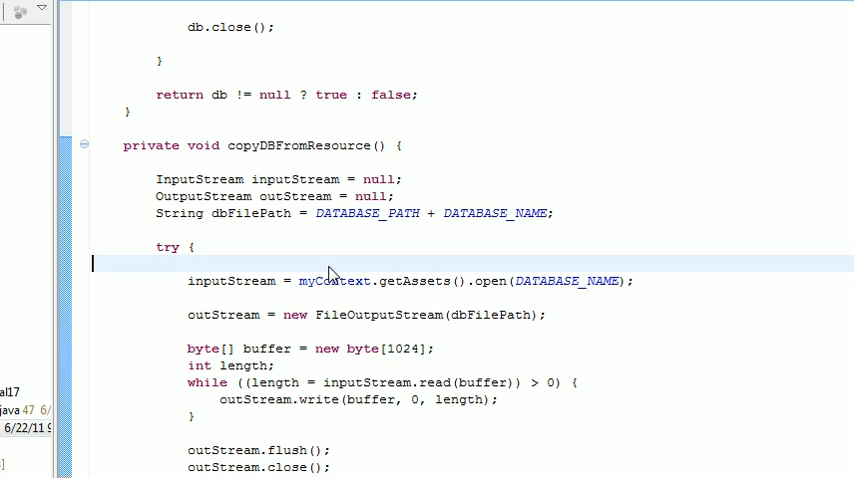 db.close();
}
return db != null ? true : false;
}
private void copyDBFromResource() {
InputStream inputStream = null;
OutputStream outStream = null;
String dbFilePath = DATABASE_PATH + DATABASE_NAME;
try {
inputStream = myContext.getAssets().open(DATABASE_NAME);
outStream = new FileOutputStream(dbFilePath);
byte[] buffer = new byte[1024];
int length;
while ((length = inputStream.read(buffer)) > 0) {
outStream.write(buffer, 0, length);
}
outStream.flush();
outStream.close();
al17
java 47 6/
6/22/11 9
]